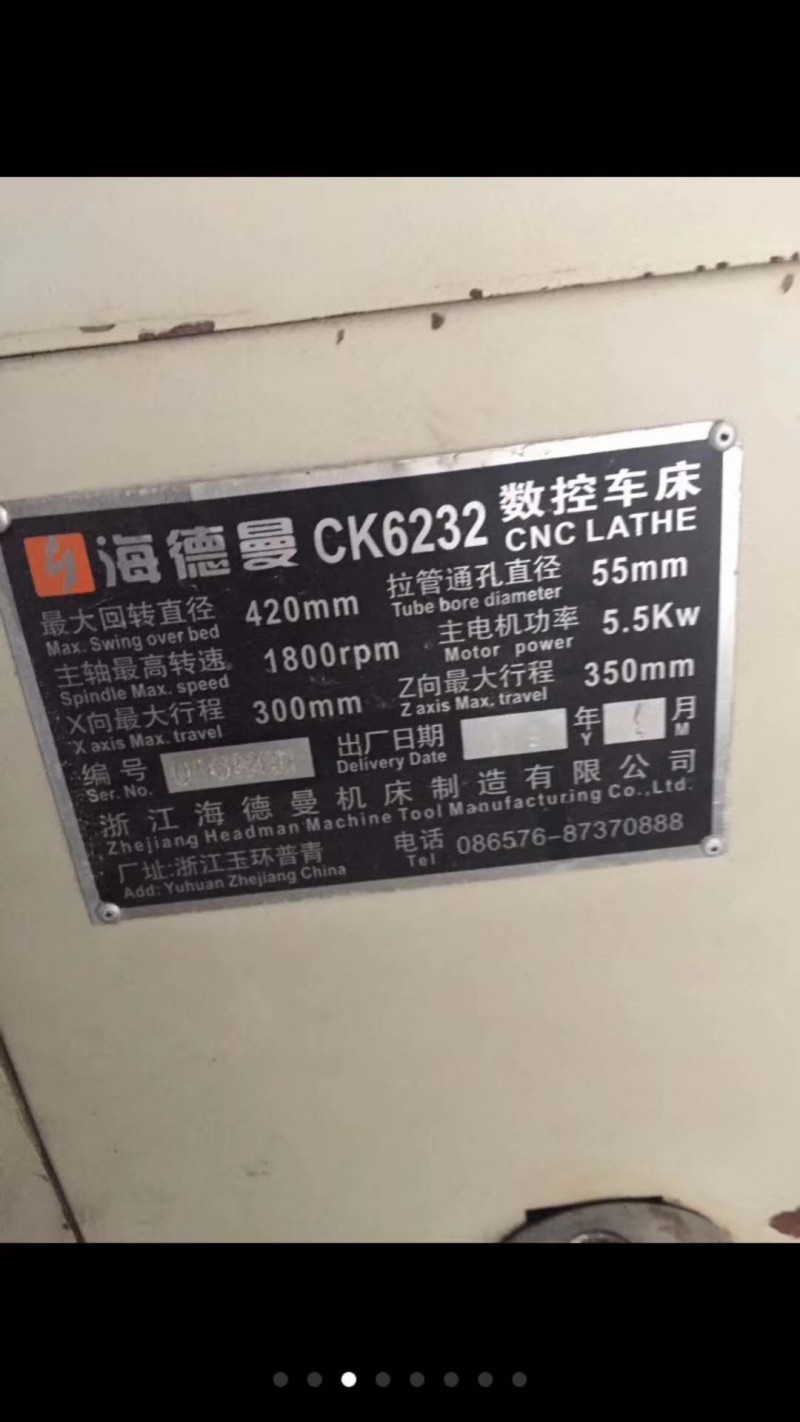 海德曼 CK6232 数控车床
CNC LATHE
最大回转直径 420mm 拉管通孔直径 55mm
Max. Swing over bed Tube bore diameter
主轴最高转速 1800rpm 主电机功率 5.5Kw
Spindle Max. speed Motor power
X向最大行程 300mm Z向最大行程 350mm
X axis Max. travel Z axis Max. travel
编号 出厂日期 年 月
Ser. No. Delivery Date Y M
浙江海德曼机床制造有限公司
Zhejiang Headman Machine Tool Manufacturing Co.,Ltd.
厂址:浙江玉环普青 电话 086576-87370888
Add: Yuhuan Zhejiang China Tel